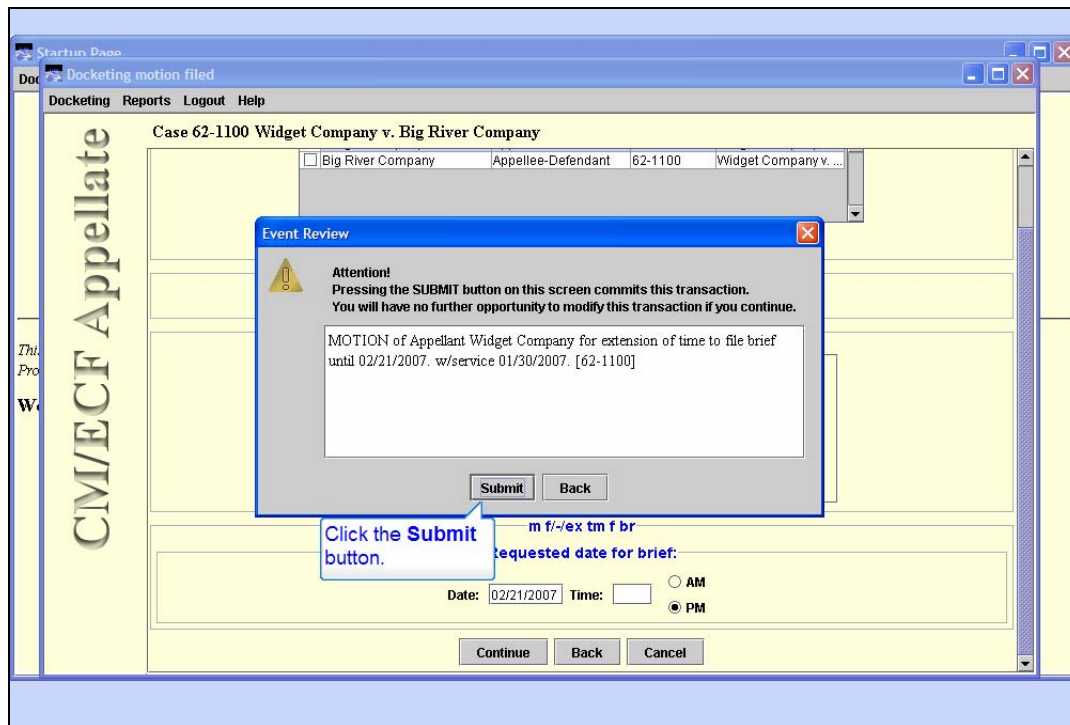 Startup Page
Doc
Docketing motion filed
Docketing Reports Logout Help
CM/ECF Appellate
Case 62-1100 Widget Company v. Big River Company
Big River Company Appellee-Defendant 62-1100 Widget Company v. ...
Event Review
Attention!
Pressing the SUBMIT button on this screen commits this transaction.
You will have no further opportunity to modify this transaction if you continue.
MOTION of Appellant Widget Company for extension of time to file brief
until 02/21/2007. w/service 01/30/2007. [62-1100]
Submit Back
Thi
Pro
We
Click the Submit
button.
m f/-/ex tm f br
Requested date for brief:
Date: 02/21/2007 Time: AM
PM
Continue Back Cancel